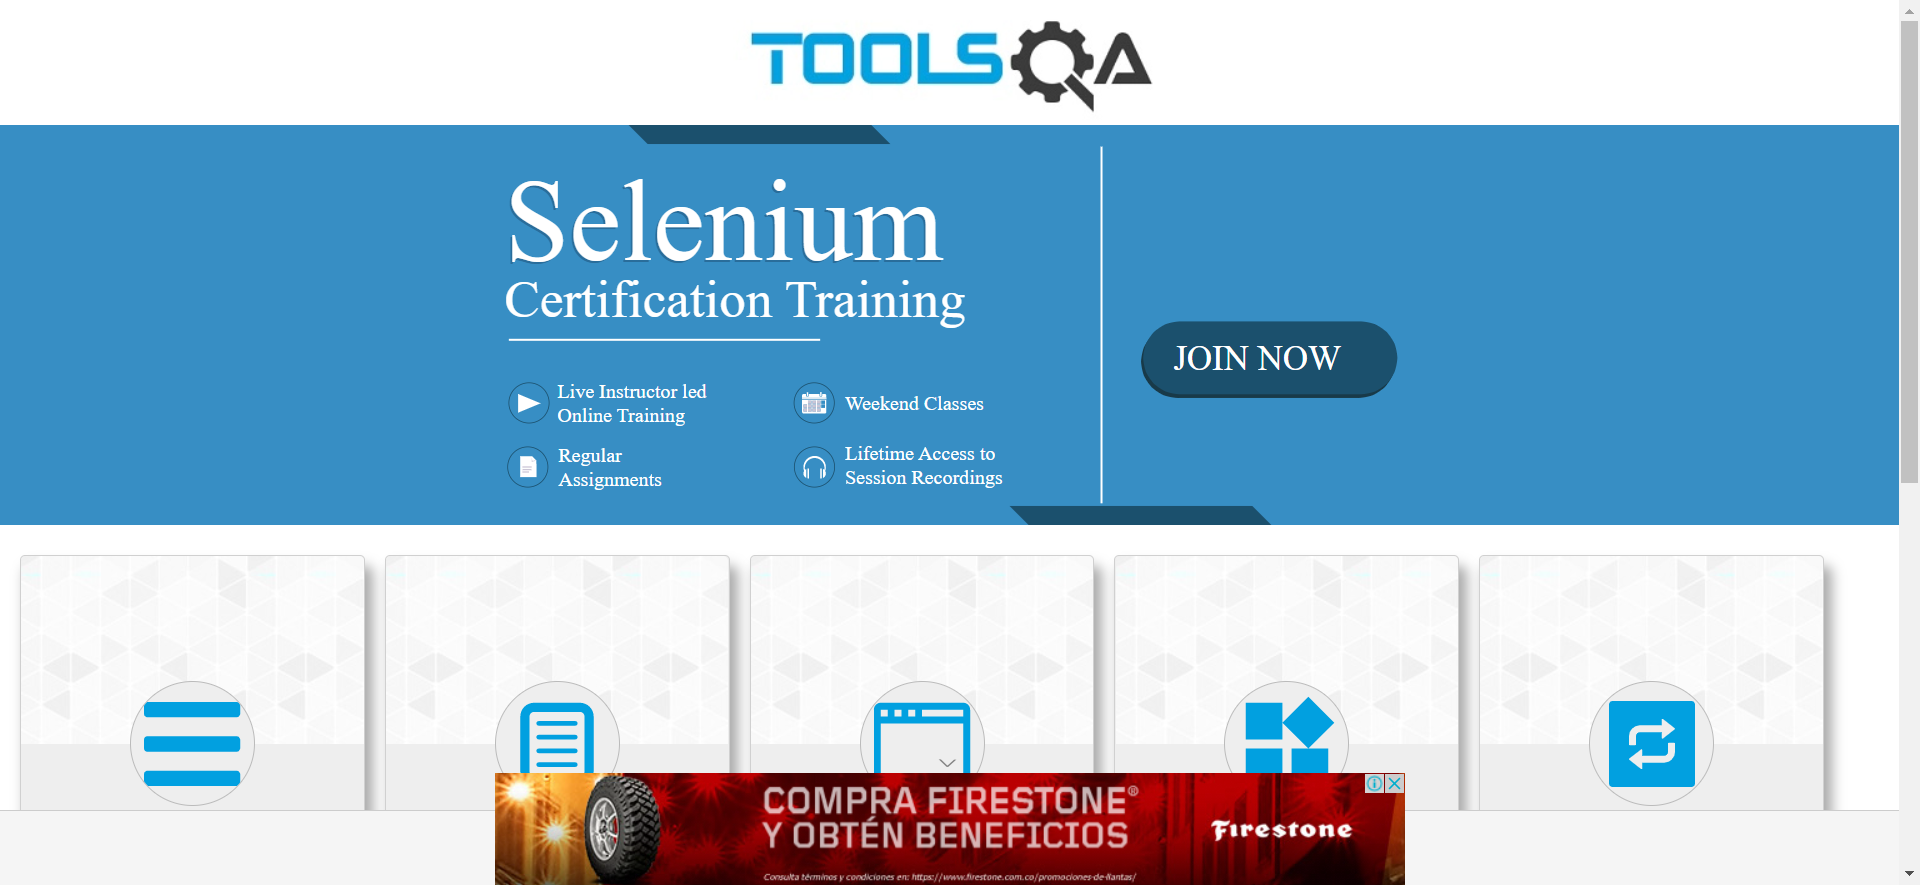 TOOLSQA
Selenium
Certification Training
JOIN NOW
Live Instructor led
Online Training
Weekend Classes
Regular
Assignments
Lifetime Access to
Session Recordings
COMPRA FIRESTONE®
Y OBTÉN BENEFICIOS
Firestone
Consulta términos y condiciones en: https://www.firestone.com.co/promociones-de-llantas/